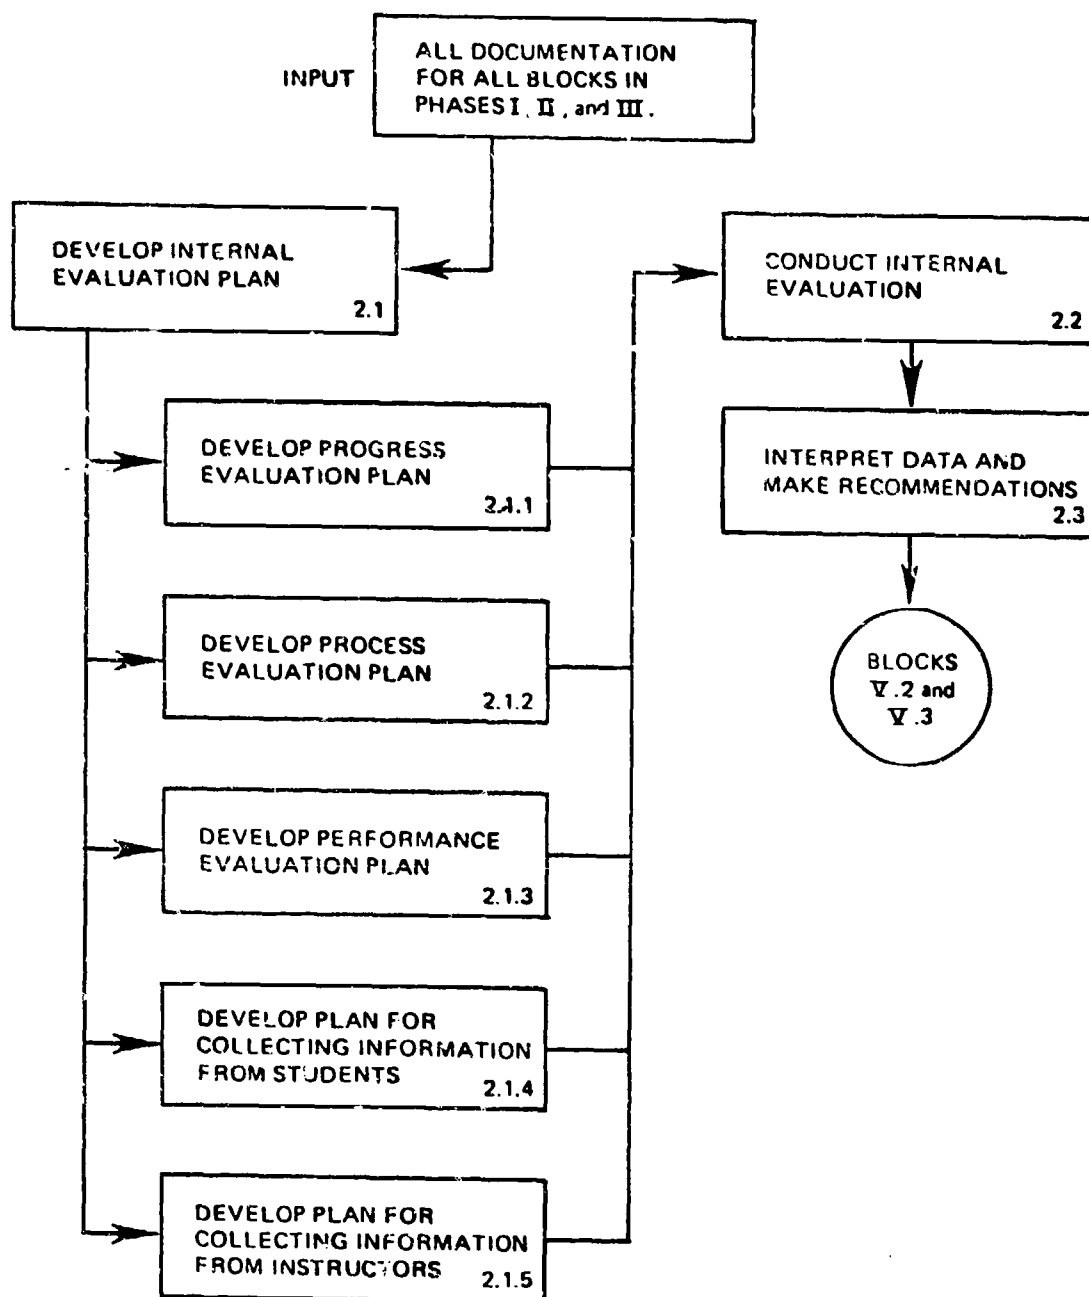 INPUT
ALL DOCUMENTATION
FOR ALL BLOCKS IN
PHASES I, II, and III.
DEVELOP INTERNAL
EVALUATION PLAN
2.1
DEVELOP PROGRESS
EVALUATION PLAN
2.1.1
DEVELOP PROCESS
EVALUATION PLAN
2.1.2
DEVELOP PERFORMANCE
EVALUATION PLAN
2.1.3
DEVELOP PLAN FOR
COLLECTING INFORMATION
FROM STUDENTS
2.1.4
DEVELOP PLAN FOR
COLLECTING INFORMATION
FROM INSTRUCTORS
2.1.5
CONDUCT INTERNAL
EVALUATION
2.2
INTERPRET DATA AND
MAKE RECOMMENDATIONS
2.3
BLOCKS
V.2 and
V.3